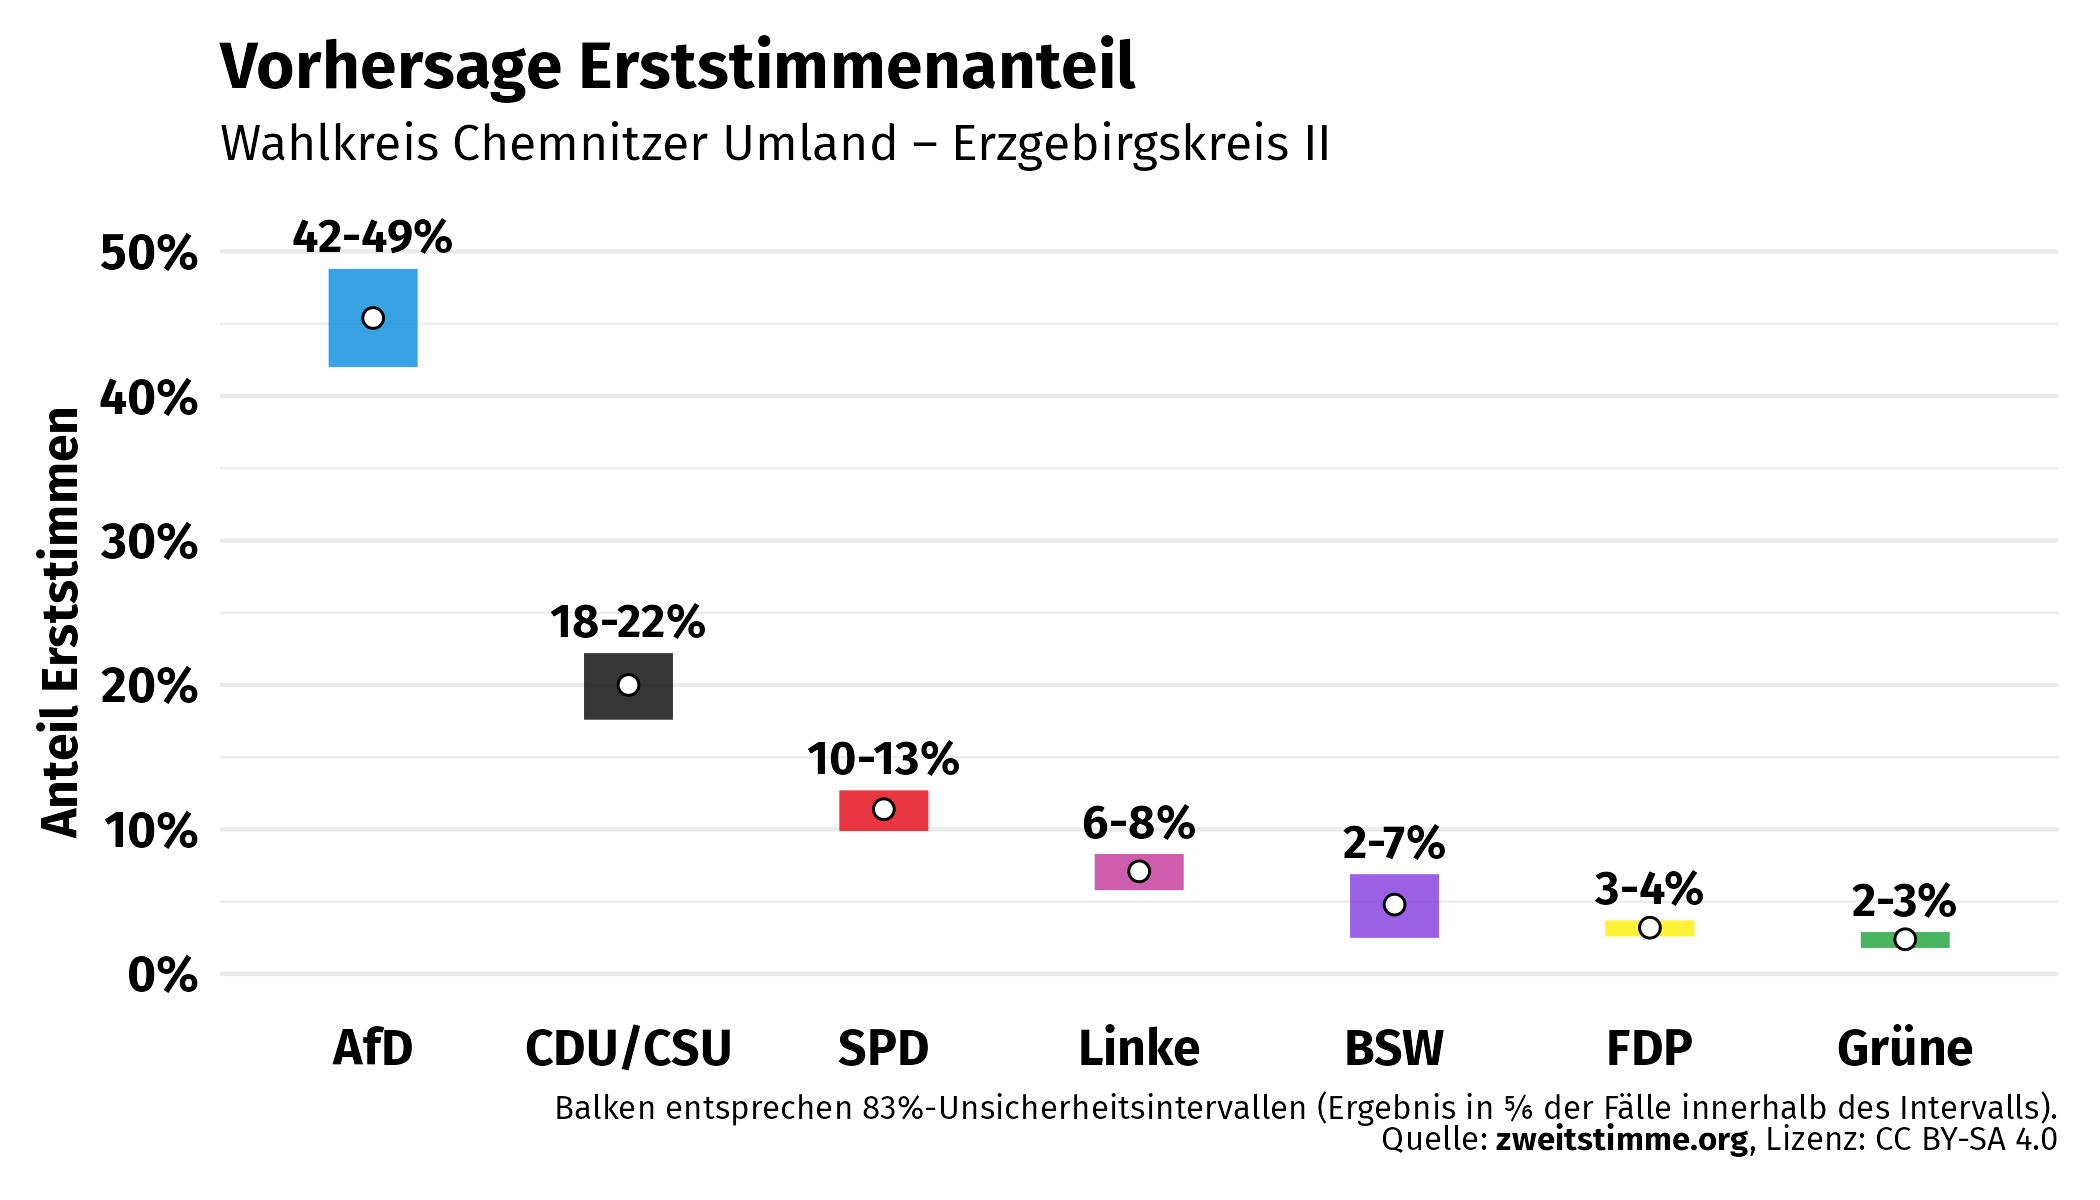 Vorhersage Erststimmenanteil
Wahlkreis Chemnitzer Umland – Erzgebirgskreis II
Anteil Erststimmen
50%
40%
30%
20%
10%
0%
42-49%
18-22%
10-13%
6-8%
2-7%
3-4%
2-3%
AfD
CDU/CSU
SPD
Linke
BSW
FDP
Grüne
Balken entsprechen 83%-Unsicherheitsintervallen (Ergebnis in ⅚ der Fälle innerhalb des Intervalls).
Quelle: zweitstimme.org, Lizenz: CC BY-SA 4.0